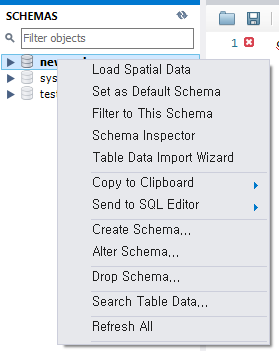 SCHEMAS
Filter objects
1
sys
Load Spatial Data
Set as Default Schema
Filter to This Schema
Schema Inspector
Table Data Import Wizard
Copy to Clipboard
Send to SQL Editor
Create Schema...
Alter Schema...
Drop Schema...
Search Table Data...
Refresh All